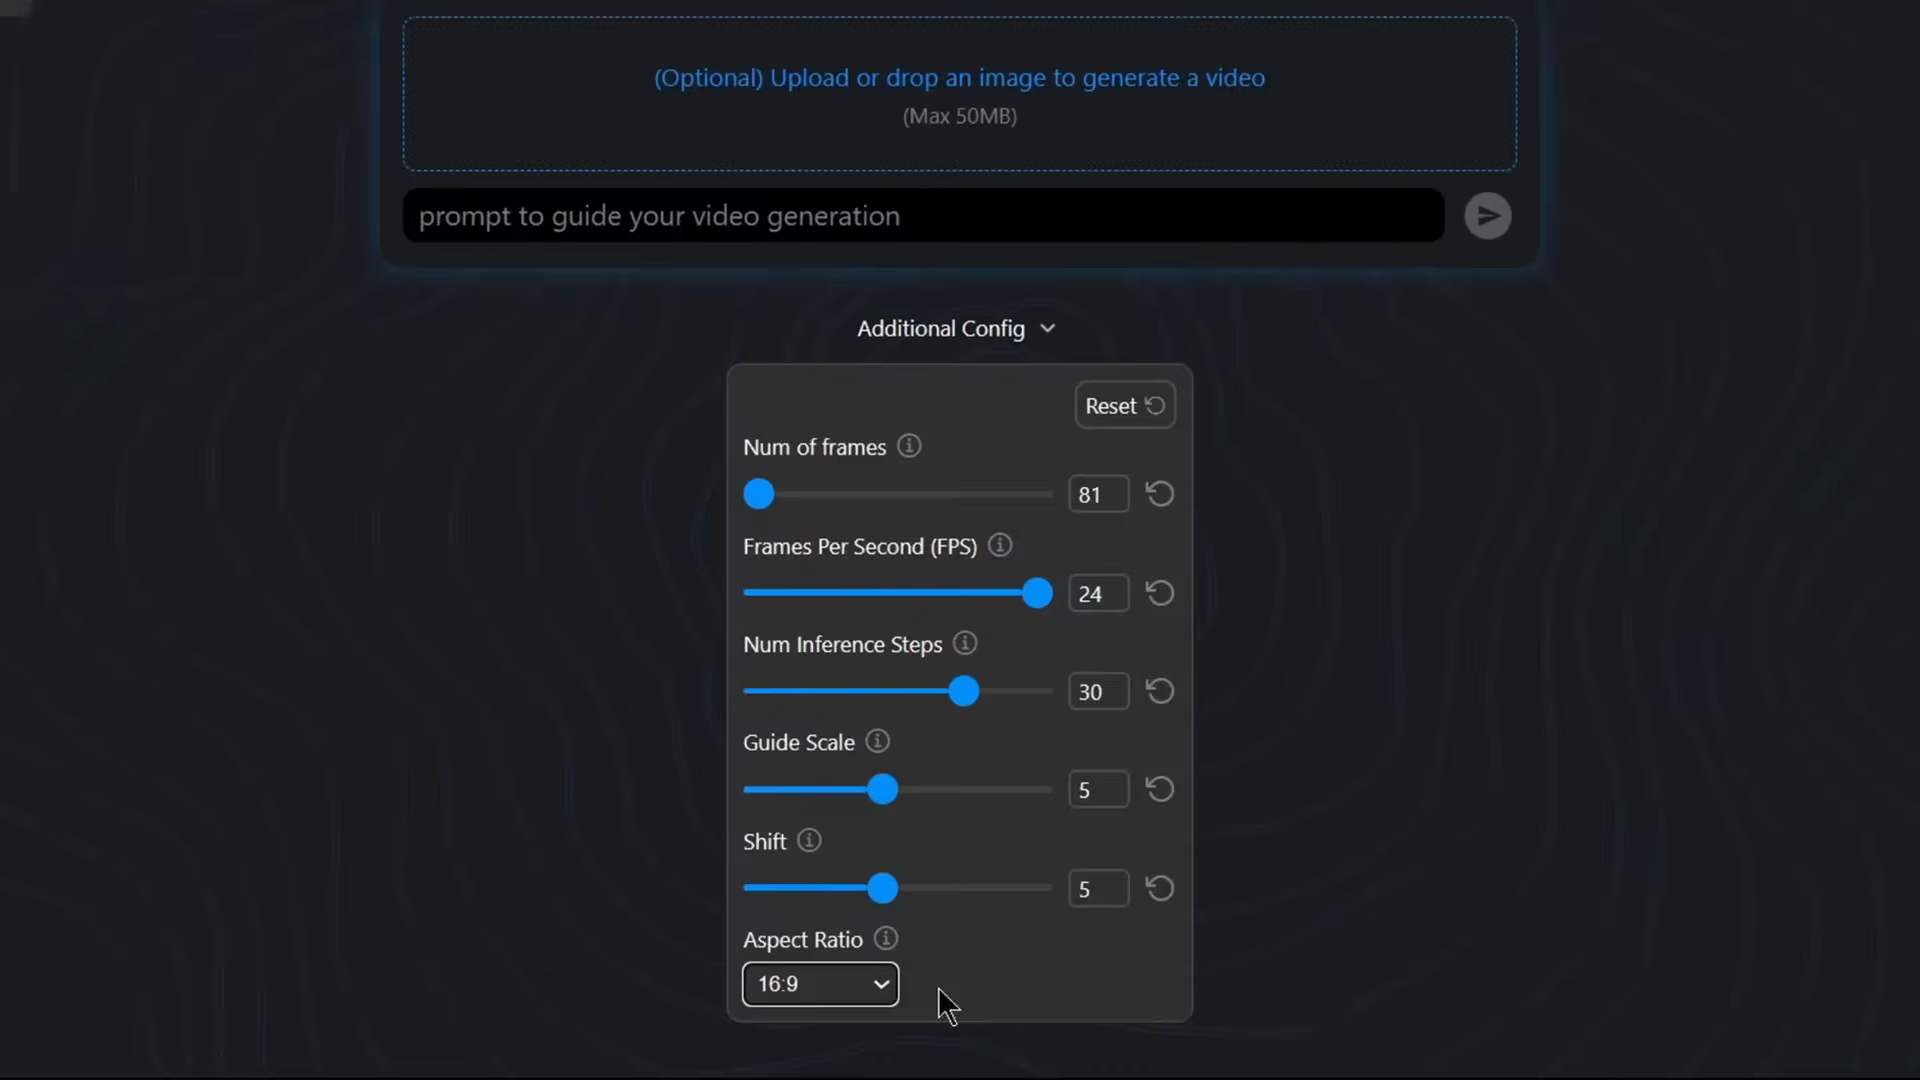 (Optional) Upload or drop an image to generate a video
(Max 50MB)
prompt to guide your video generation
Additional Config
Reset
Num of frames
81
Frames Per Second (FPS)
24
Num Inference Steps
30
Guide Scale
5
Shift
5
Aspect Ratio
16:9